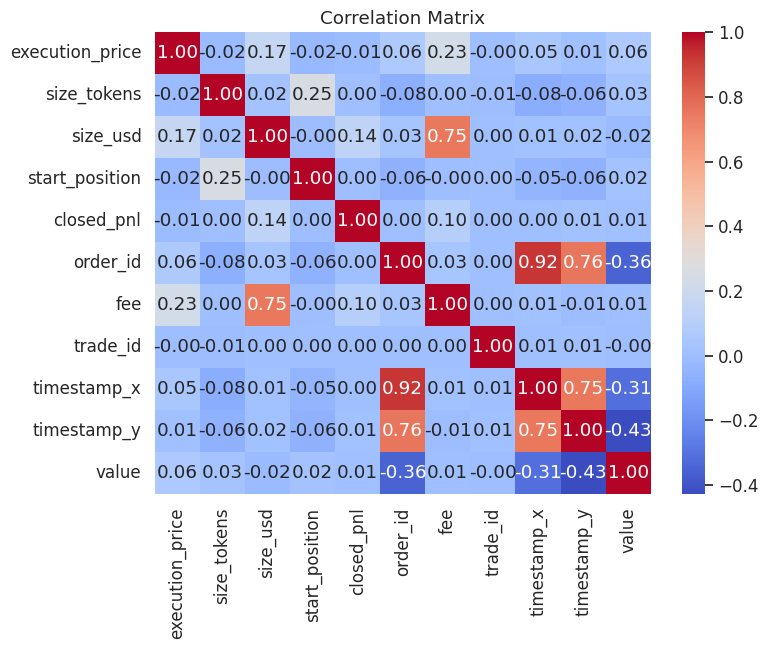 Correlation Matrix
execution_price 1.00 -0.02 0.17 -0.02 -0.01 0.06 0.23 -0.00 0.05 0.01 0.06
size_tokens -0.02 1.00 0.02 0.25 0.00 -0.08 0.00 -0.01 -0.08 -0.06 0.03
size_usd 0.17 0.02 1.00 -0.00 0.14 0.03 0.75 0.00 0.01 0.02 -0.02
start_position -0.02 0.25 -0.00 1.00 0.00 -0.06 -0.00 0.00 -0.05 -0.06 0.02
closed_pnl -0.01 0.00 0.14 0.00 1.00 0.00 0.10 0.00 0.00 0.01 0.01
order_id 0.06 -0.08 0.03 -0.06 0.00 1.00 0.03 0.00 0.92 0.76 -0.36
fee 0.23 0.00 0.75 -0.00 0.10 0.03 1.00 0.00 0.01 -0.01 0.01
trade_id -0.00 -0.01 0.00 0.00 0.00 0.00 0.00 1.00 0.01 0.01 -0.00
timestamp_x 0.05 -0.08 0.01 -0.05 0.00 0.92 0.01 0.01 1.00 0.75 -0.31
timestamp_y 0.01 -0.06 0.02 -0.06 0.01 0.76 -0.01 0.01 0.75 1.00 -0.43
value 0.06 0.03 -0.02 0.02 0.01 -0.36 0.01 -0.00 -0.31 -0.43 1.00
execution_price
size_tokens
size_usd
start_position
closed_pnl
order_id
fee
trade_id
timestamp_x
timestamp_y
value
1.0
0.8
0.6
0.4
0.2
0.0
−0.2
−0.4